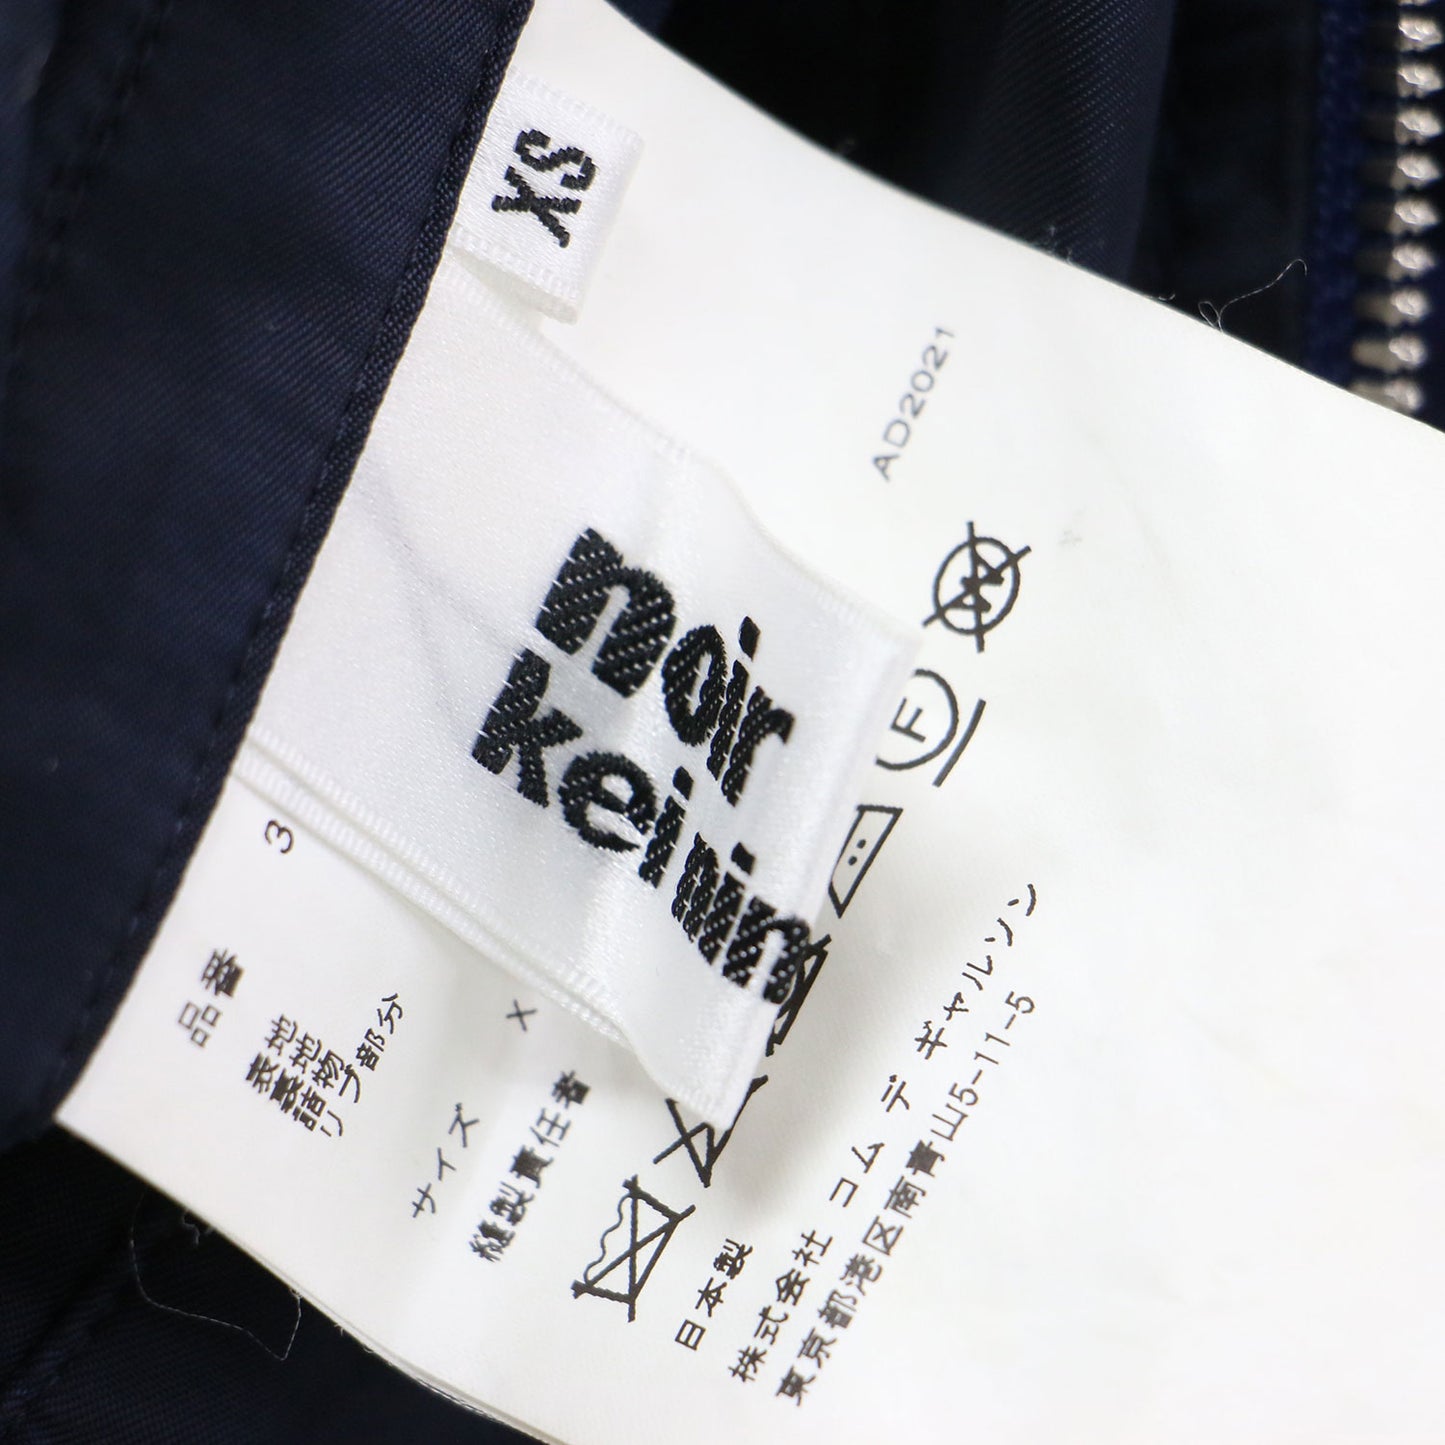 XS
noir
kei nin
3
品番
表地
裏地
詰物
リブ部分
サイズ
縫製責任者
×
AD2021
W
F
日本製
株式会社 コム デ ギャルソン
東京都港区南青山5-11-5